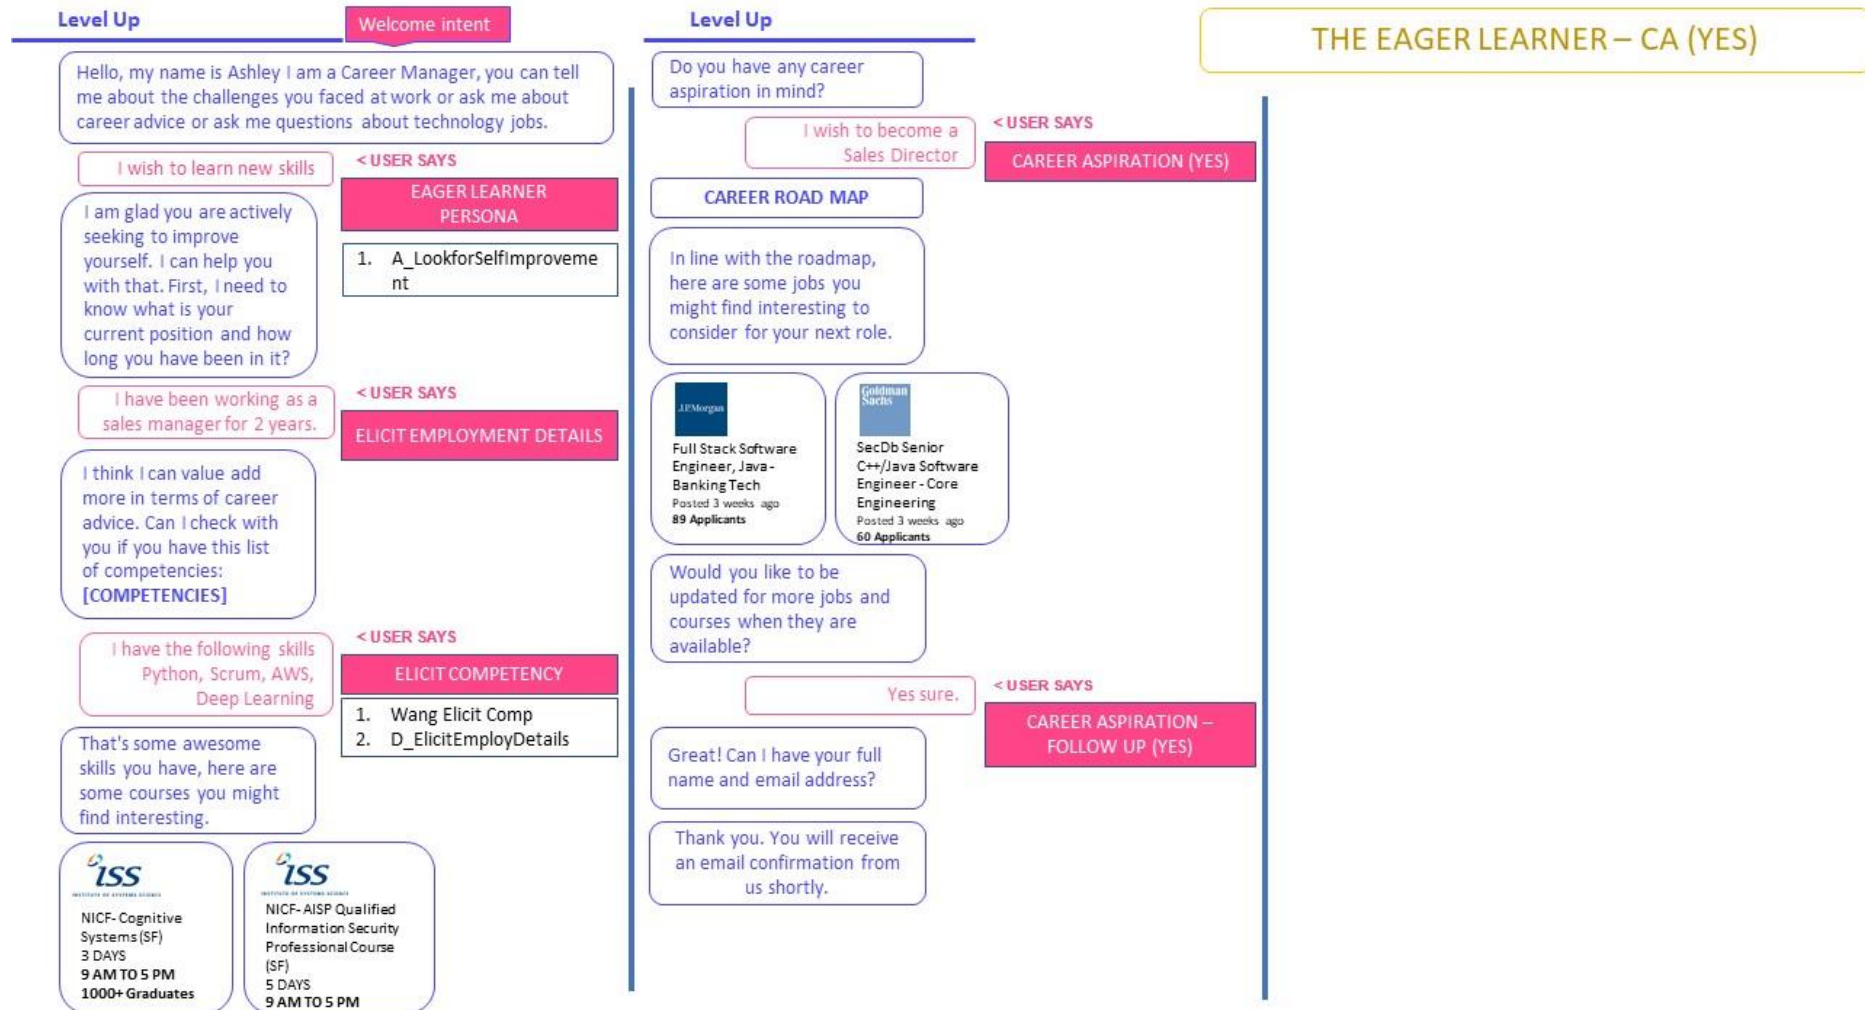 Level Up
Welcome intent
Hello, my name is Ashley I am a Career Manager, you can tell
me about the challenges you faced at work or ask me about
career advice or ask me questions about technology jobs.
I wish to learn new skills
< USER SAYS
EAGER LEARNER
PERSONA
1. A_LookforSelfImproveme
nt
I am glad you are actively
seeking to improve
yourself. I can help you
with that. First, I need to
know what is your
current position and how
long you have been in it?
I have been working as a
sales manager for 2 years.
< USER SAYS
ELICIT EMPLOYMENT DETAILS
I think I can value add
more in terms of career
advice. Can I check with
you if you have this list
of competencies:
[COMPETENCIES]
I have the following skills
Python, Scrum, AWS,
Deep Learning
< USER SAYS
ELICIT COMPETENCY
1. Wang Elicit Comp
2. D_ElicitEmployDetails
That's some awesome
skills you have, here are
some courses you might
find interesting.
iss
INSTITUTE OF SYSTEMS SCIENCE
NICF- Cognitive
Systems (SF)
3 DAYS
9 AM TO 5 PM
1000+ Graduates
iss
INSTITUTE OF SYSTEMS SCIENCE
NICF- AISP Qualified
Information Security
Professional Course
(SF)
5 DAYS
9 AM TO 5 PM
Level Up
Do you have any career
aspiration in mind?
I wish to become a
Sales Director
< USER SAYS
CAREER ASPIRATION (YES)
CAREER ROAD MAP
In line with the roadmap,
here are some jobs you
might find interesting to
consider for your next role.
J.P.Morgan
Full Stack Software
Engineer, Java -
Banking Tech
Posted 3 weeks ago
89 Applicants
Goldman
Sachs
SecDb Senior
C++/Java Software
Engineer - Core
Engineering
Posted 3 weeks ago
60 Applicants
Would you like to be
updated for more jobs and
courses when they are
available?
Yes sure.
< USER SAYS
CAREER ASPIRATION –
FOLLOW UP (YES)
Great! Can I have your full
name and email address?
Thank you. You will receive
an email confirmation from
us shortly.
THE EAGER LEARNER – CA (YES)